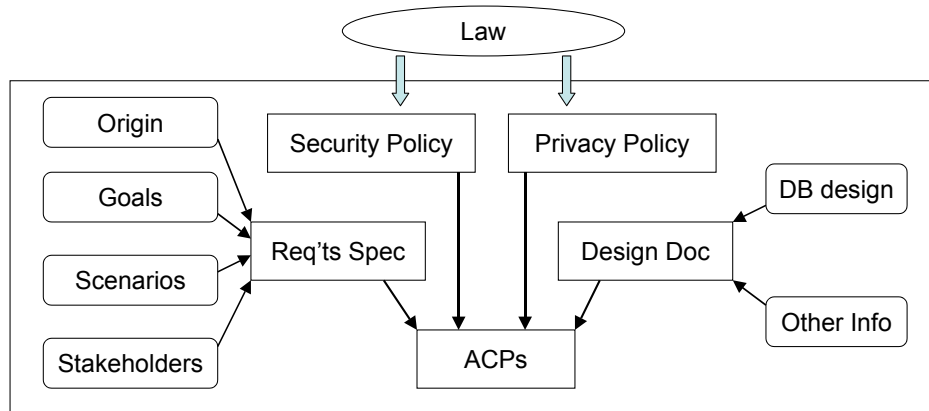 Law
Origin
Security Policy
Privacy Policy
Goals
DB design
Req'ts Spec
Design Doc
Scenarios
Other Info
Stakeholders
ACPs